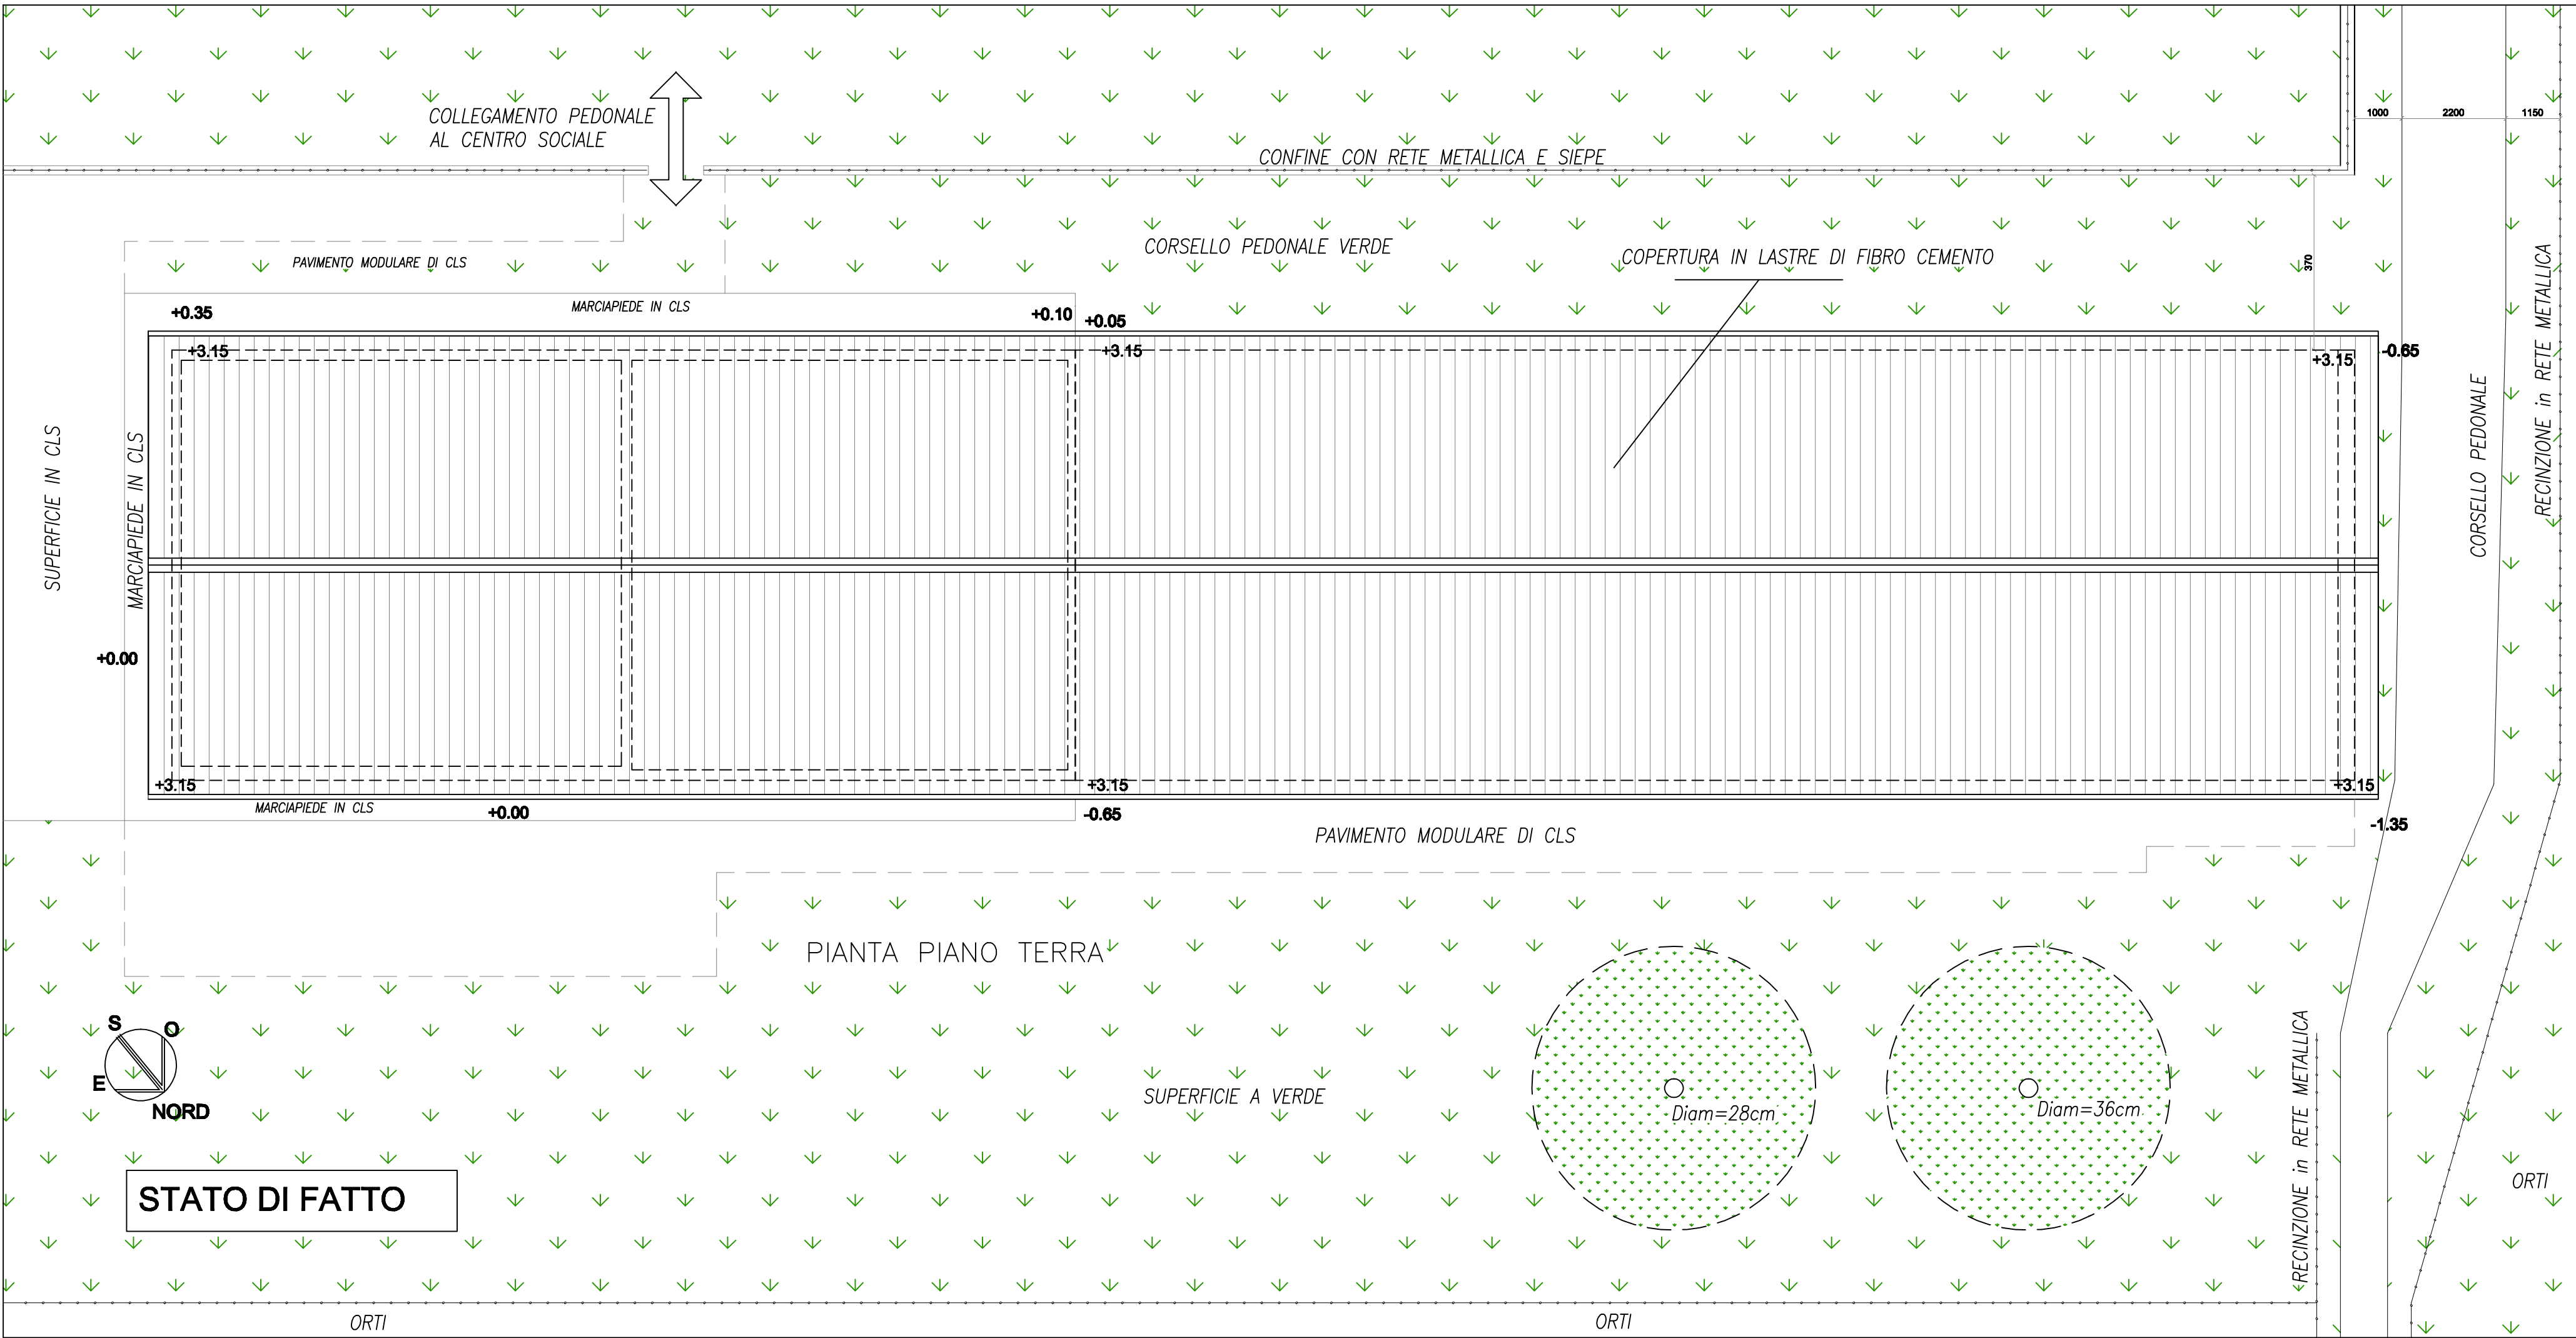 COLLEGAMENTO PEDONALE
AL CENTRO SOCIALE
1000
2200
1150
CONFINE CON RETE METALLICA E SIEPE
CORSELLO PEDONALE VERDE
COPERTURA IN LASTRE DI FIBRO CEMENTO
370
PAVIMENTO MODULARE DI CLS
MARCIAPIEDE IN CLS
+0.35
+0.10
+0.05
+3.15
+3.15
+3.15
-0.65
SUPERFICIE IN CLS
MARCIAPIEDE IN CLS
CORSELLO PEDONALE
RECINZIONE in RETE METALLICA
+0.00
+3.15
+3.15
+3.15
MARCIAPIEDE IN CLS
+0.00
-0.65
-1.35
PAVIMENTO MODULARE DI CLS
PIANTA PIANO TERRA
S
O
E
NORD
SUPERFICIE A VERDE
Diam=28cm
Diam=36cm
RECINZIONE in RETE METALLICA
ORTI
STATO DI FATTO
ORTI
ORTI